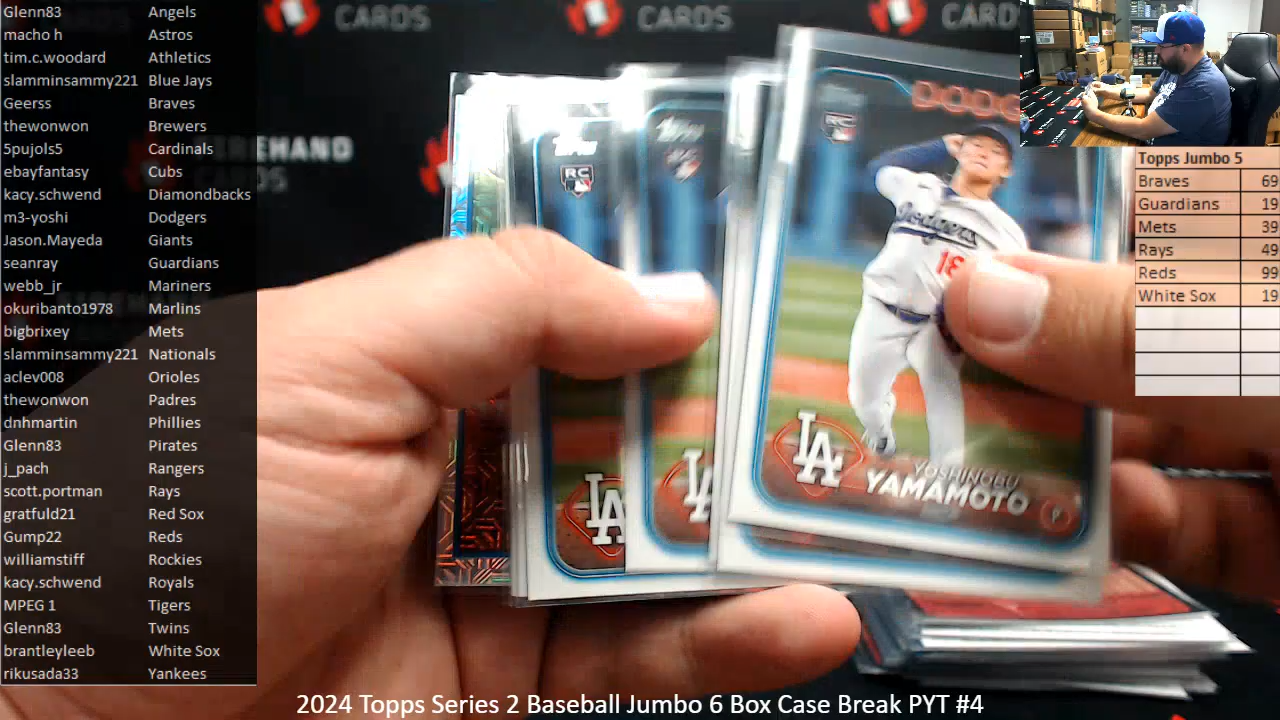 Glenn83 Angels
macho h Astros
tim.c.woodard Athletics
slamminsammy221 Blue Jays
Geerss Braves
thewonwon Brewers
5pujols5 Cardinals
ebayfantasy Cubs
kacy.schwend Diamondbacks
m3-yoshi Dodgers
Jason.Mayeda Giants
seanray Guardians
webb_jr Mariners
okuribanto1978 Marlins
bigbrixey Mets
slamminsammy221 Nationals
aclev008 Orioles
thewonwon Padres
dnhmartin Phillies
Glenn83 Pirates
j_pach Rangers
scott.portman Rays
gratfuld21 Red Sox
Gump22 Reds
williamstiff Rockies
kacy.schwend Royals
MPEG 1 Tigers
Glenn83 Twins
brantleyleeb White Sox
rikusada33 Yankees
CARDS
CARDS
CARD
Topps
RC
Topps
RC
DODG
Dodgers
18
LA
YOSHINOBU
YAMAMOTO
P
LA
Topps Jumbo 5
Braves 69
Guardians 19
Mets 39
Rays 49
Reds 99
White Sox 19
2024 Topps Series 2 Baseball Jumbo 6 Box Case Break PYT #4